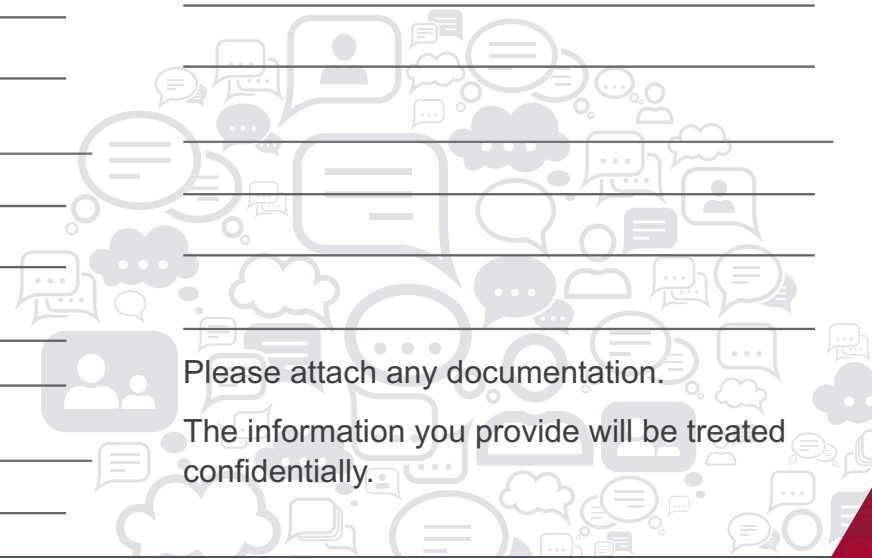 Please attach any documentation.
The information you provide will be treated
confidentially.